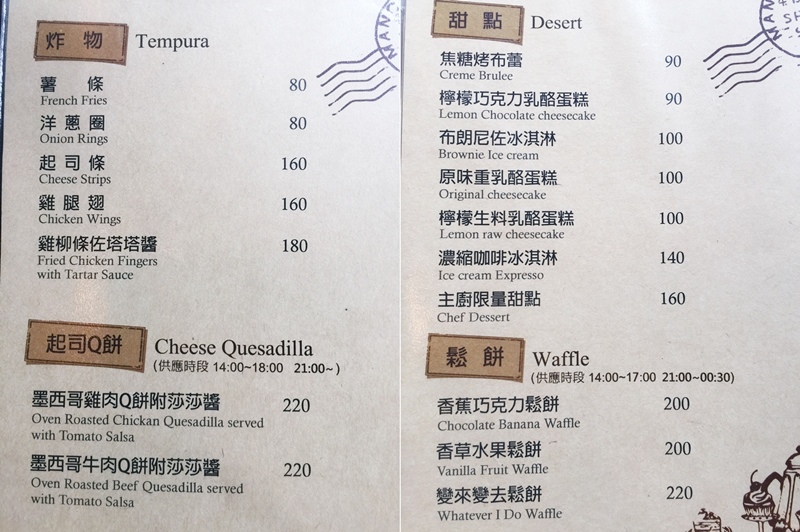 炸物 Tempura
薯條 80
French Fries
洋蔥圈 80
Onion Rings
起司條 160
Cheese Strips
雞腿翅 160
Chicken Wings
雞柳條佐塔塔醬 180
Fried Chicken Fingers
with Tartar Sauce
起司Q餅 Cheese Quesadilla
(供應時段 14:00~18:00 21:00~)
墨西哥雞肉Q餅附莎莎醬 220
Oven Roasted Chickan Quesadilla served
with Tomato Salsa
墨西哥牛肉Q餅附莎莎醬 220
Oven Roasted Beef Quesadilla served
with Tomato Salsa
甜點 Desert
焦糖烤布蕾 90
Creme Brulee
檸檬巧克力乳酪蛋糕 90
Lemon Chocolate cheesecake
布朗尼佐冰淇淋 100
Brownie Ice cream
原味重乳酪蛋糕 100
Original cheesecake
檸檬生料乳酪蛋糕 100
Lemon raw cheesecake
濃縮咖啡冰淇淋 140
Ice cream Expresso
主廚限量甜點 160
Chef Dessert
鬆餅 Waffle
(供應時段 14:00~17:00 21:00~00:30)
香蕉巧克力鬆餅 200
Chocolate Banana Waffle
香草水果鬆餅 200
Vanilla Fruit Waffle
變來變去鬆餅 220
Whatever I Do Waffle